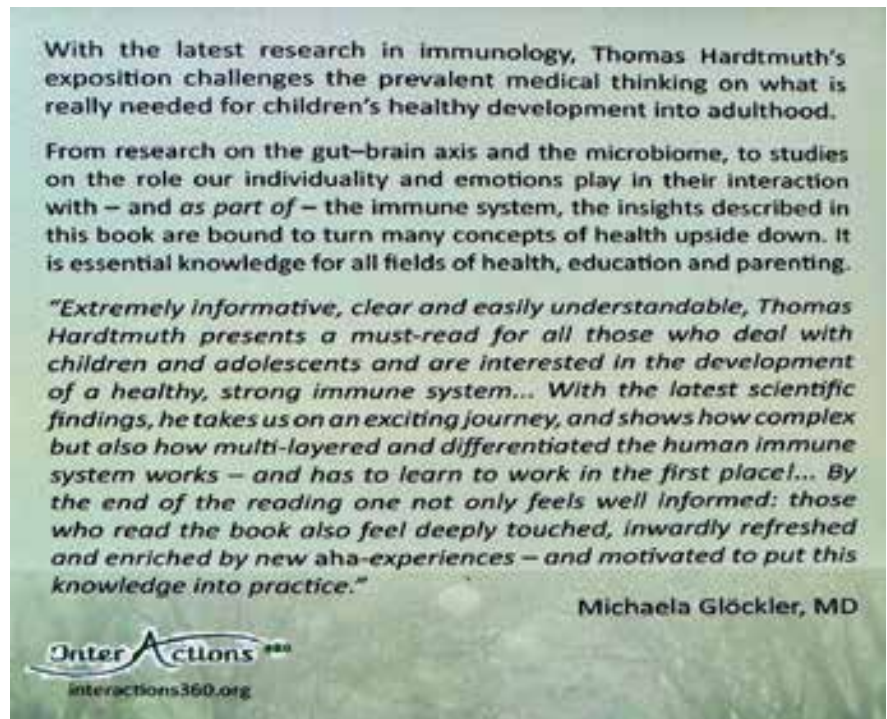 With the latest research in immunology, Thomas Hardtmuth's
exposition challenges the prevalent medical thinking on what is
really needed for children's healthy development into adulthood.
From research on the gut–brain axis and the microbiome, to studies
on the role our individuality and emotions play in their interaction
with – and as part of – the immune system, the insights described in
this book are bound to turn many concepts of health upside down. It
is essential knowledge for all fields of health, education and parenting.
"Extremely informative, clear and easily understandable, Thomas
Hardtmuth presents a must-read for all those who deal with
children and adolescents and are interested in the development
of a healthy, strong immune system... With the latest scientific
findings, he takes us on an exciting journey, and shows how complex
but also how multi-layered and differentiated the human immune
system works – and has to learn to work in the first place!... By
the end of the reading one not only feels well informed: those
who read the book also feel deeply touched, inwardly refreshed
and enriched by new aha-experiences – and motivated to put this
knowledge into practice."
Michaela Glöckler, MD
InterActions 360
interactions360.org